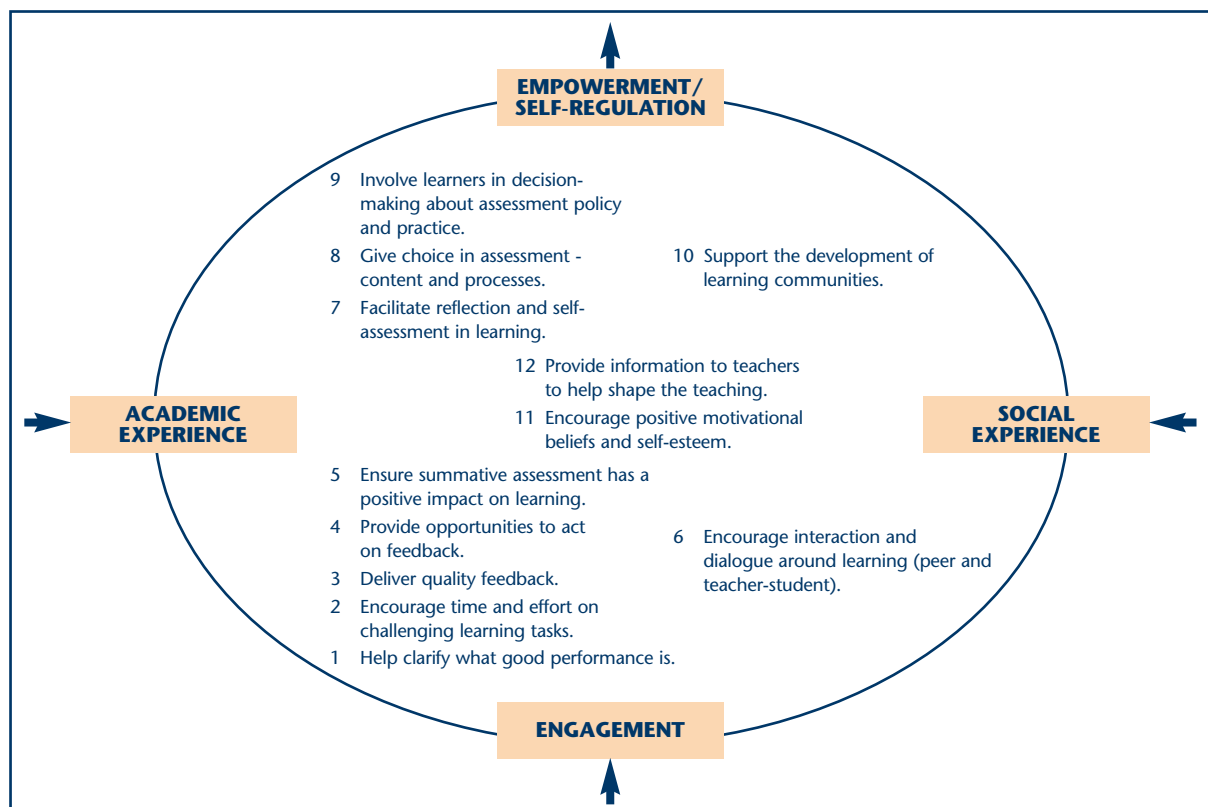 EMPOWERMENT/
SELF-REGULATION
9 Involve learners in decision-
making about assessment policy
and practice.
8 Give choice in assessment -
content and processes.
7 Facilitate reflection and self-
assessment in learning.
10 Support the development of
learning communities.
12 Provide information to teachers
to help shape the teaching.
11 Encourage positive motivational
beliefs and self-esteem.
ACADEMIC
EXPERIENCE
SOCIAL
EXPERIENCE
5 Ensure summative assessment has a
positive impact on learning.
4 Provide opportunities to act
on feedback.
3 Deliver quality feedback.
2 Encourage time and effort on
challenging learning tasks.
1 Help clarify what good performance is.
6 Encourage interaction and
dialogue around learning (peer and
teacher-student).
ENGAGEMENT